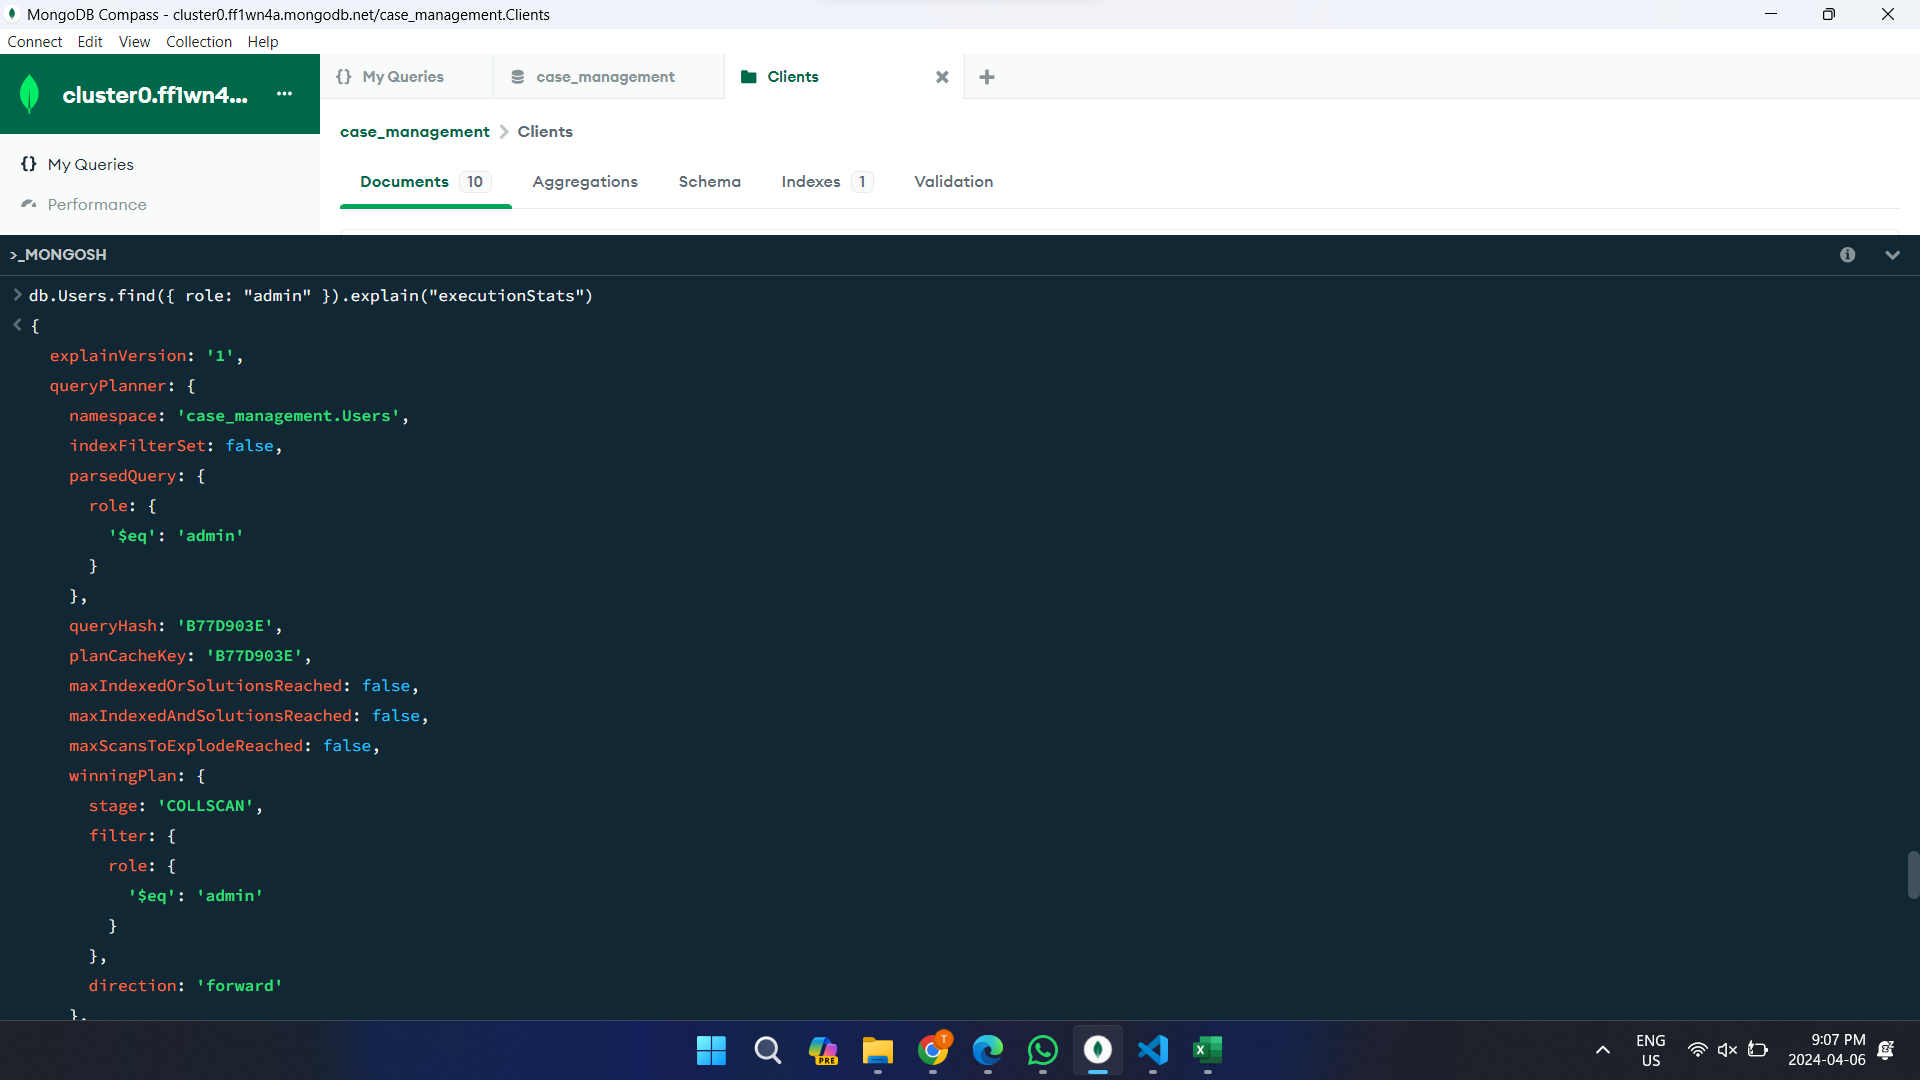 MongoDB Compass - cluster0.ff1wn4a.mongodb.net/case_management.Clients
Connect Edit View Collection Help
cluster0.ff1wn4... ...
{} My Queries
case_management
Clients
case_management > Clients
My Queries
Performance
Documents 10 Aggregations Schema Indexes 1 Validation
>_MONGOSH
> db.Users.find({ role: "admin" }).explain("executionStats")
< {
explainVersion: '1',
queryPlanner: {
namespace: 'case_management.Users',
indexFilterSet: false,
parsedQuery: {
role: {
'$eq': 'admin'
}
},
queryHash: 'B77D903E',
planCacheKey: 'B77D903E',
maxIndexedOrSolutionsReached: false,
maxIndexedAndSolutionsReached: false,
maxScansToExplodeReached: false,
winningPlan: {
stage: 'COLLSCAN',
filter: {
role: {
'$eq': 'admin'
}
},
direction: 'forward'
},
PRE
T
ENG
US
9:07 PM
2024-04-06